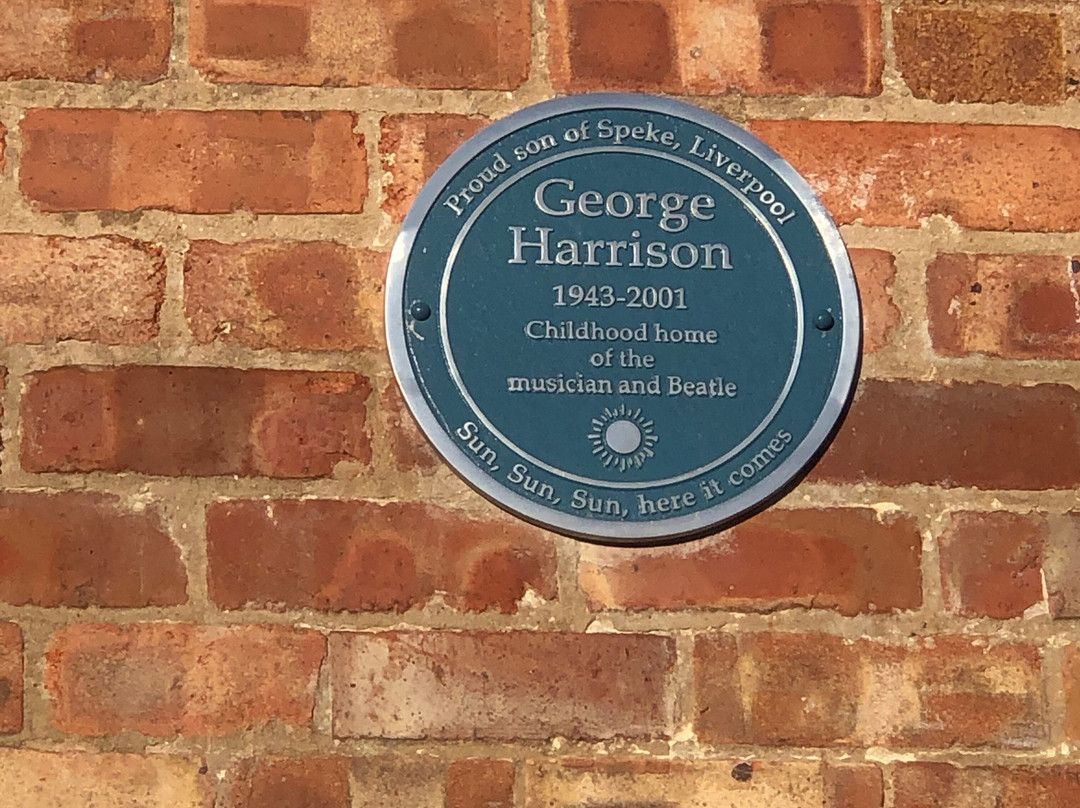 Proud son of Speke, Liverpool
George
Harrison
1943-2001
Childhood home
of the
musician and Beatle
Sun, Sun, Sun, here it comes